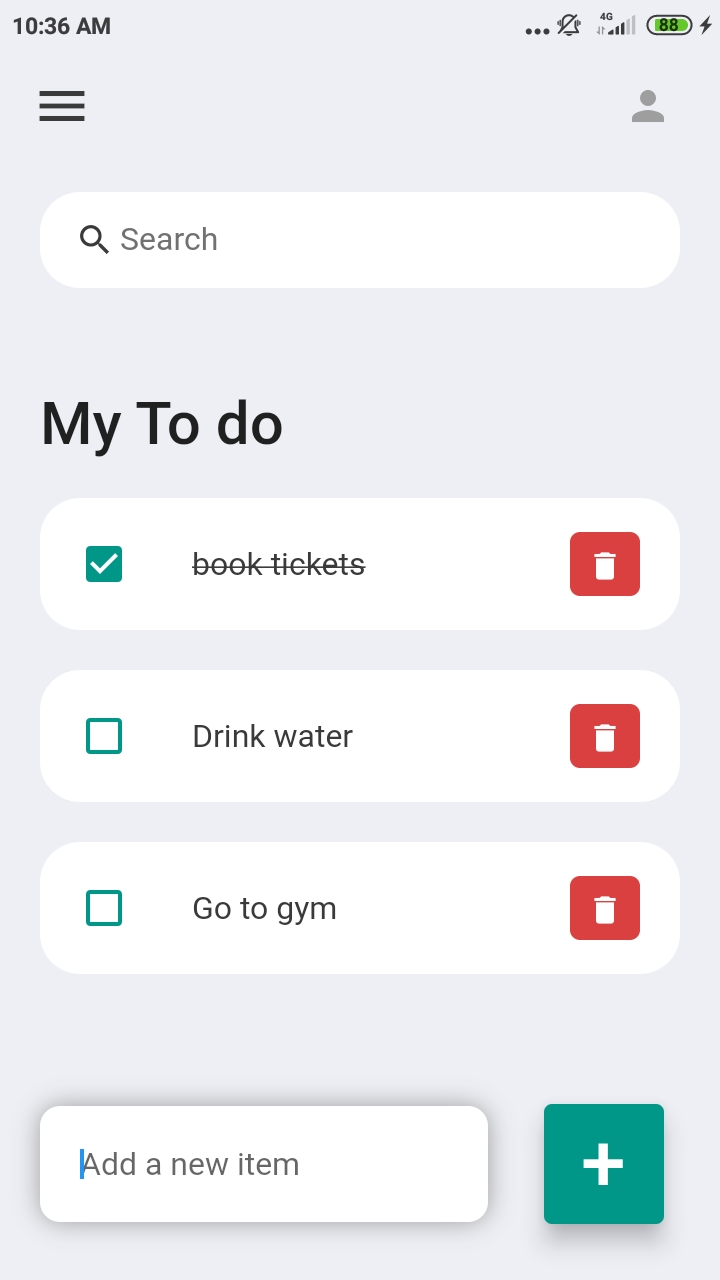 10:36 AM
4G
88
Search
My To do
book tickets
Drink water
Go to gym
Add a new item